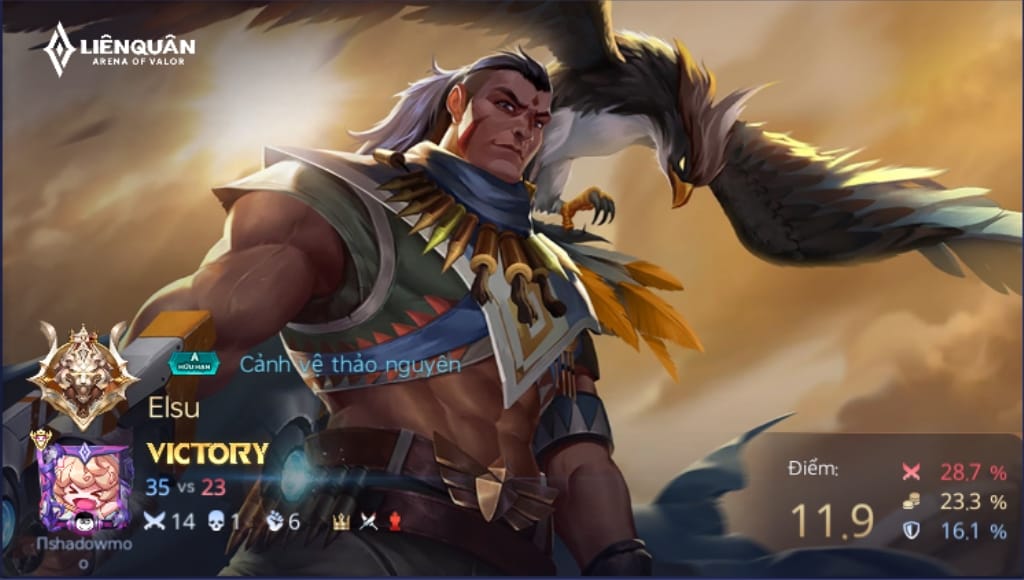 LIÊNQUÂN
ARENA OF VALOR
A
HỮU HẠN
Cảnh vệ thảo nguyên
Elsu
VICTORY
35 vs 23
14 1 6
Πshadowmo
o
Điểm:
11.9
28.7 %
23,3 %
16.1 %